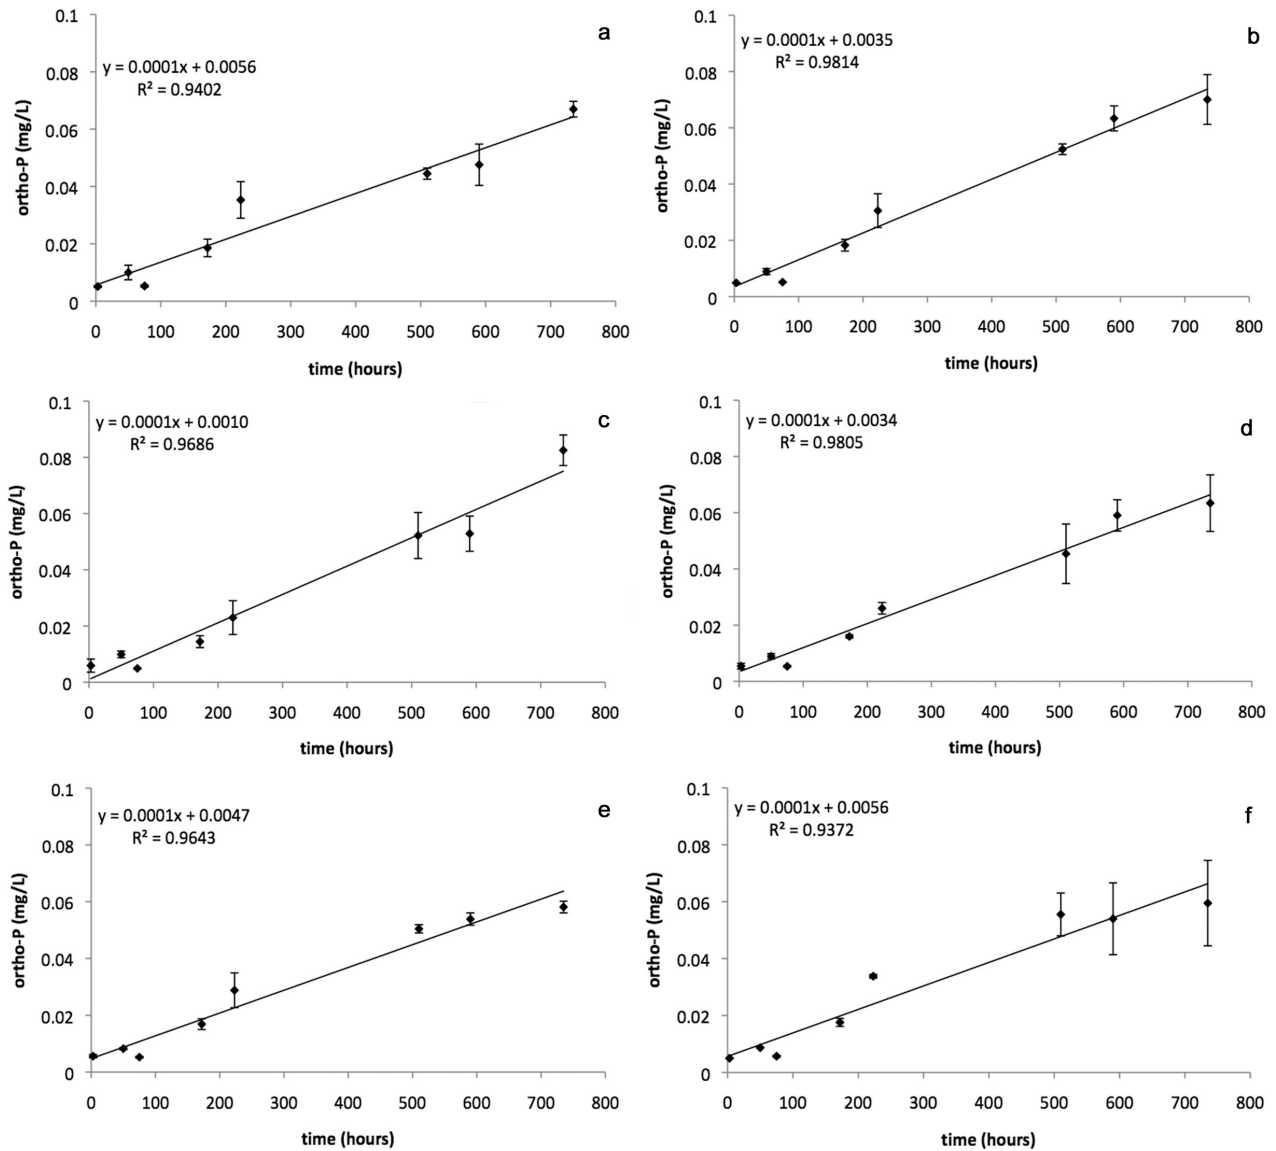 a
y = 0.0001x + 0.0056
R² = 0.9402
0.1
0.08
0.06
0.04
0.02
0
ortho-P (mg/L)
0 100 200 300 400 500 600 700 800
time (hours)
b
y = 0.0001x + 0.0035
R² = 0.9814
0.1
0.08
0.06
0.04
0.02
0
ortho-P (mg/L)
0 100 200 300 400 500 600 700 800
time (hours)
c
y = 0.0001x + 0.0010
R² = 0.9686
0.1
0.08
0.06
0.04
0.02
0
ortho-P (mg/L)
0 100 200 300 400 500 600 700 800
time (hours)
d
y = 0.0001x + 0.0034
R² = 0.9805
0.1
0.08
0.06
0.04
0.02
0
ortho-P (mg/L)
0 100 200 300 400 500 600 700 800
time (hours)
e
y = 0.0001x + 0.0047
R² = 0.9643
0.1
0.08
0.06
0.04
0.02
0
ortho-P (mg/L)
0 100 200 300 400 500 600 700 800
time (hours)
f
y = 0.0001x + 0.0056
R² = 0.9372
0.1
0.08
0.06
0.04
0.02
0
ortho-P (mg/L)
0 100 200 300 400 500 600 700 800
time (hours)